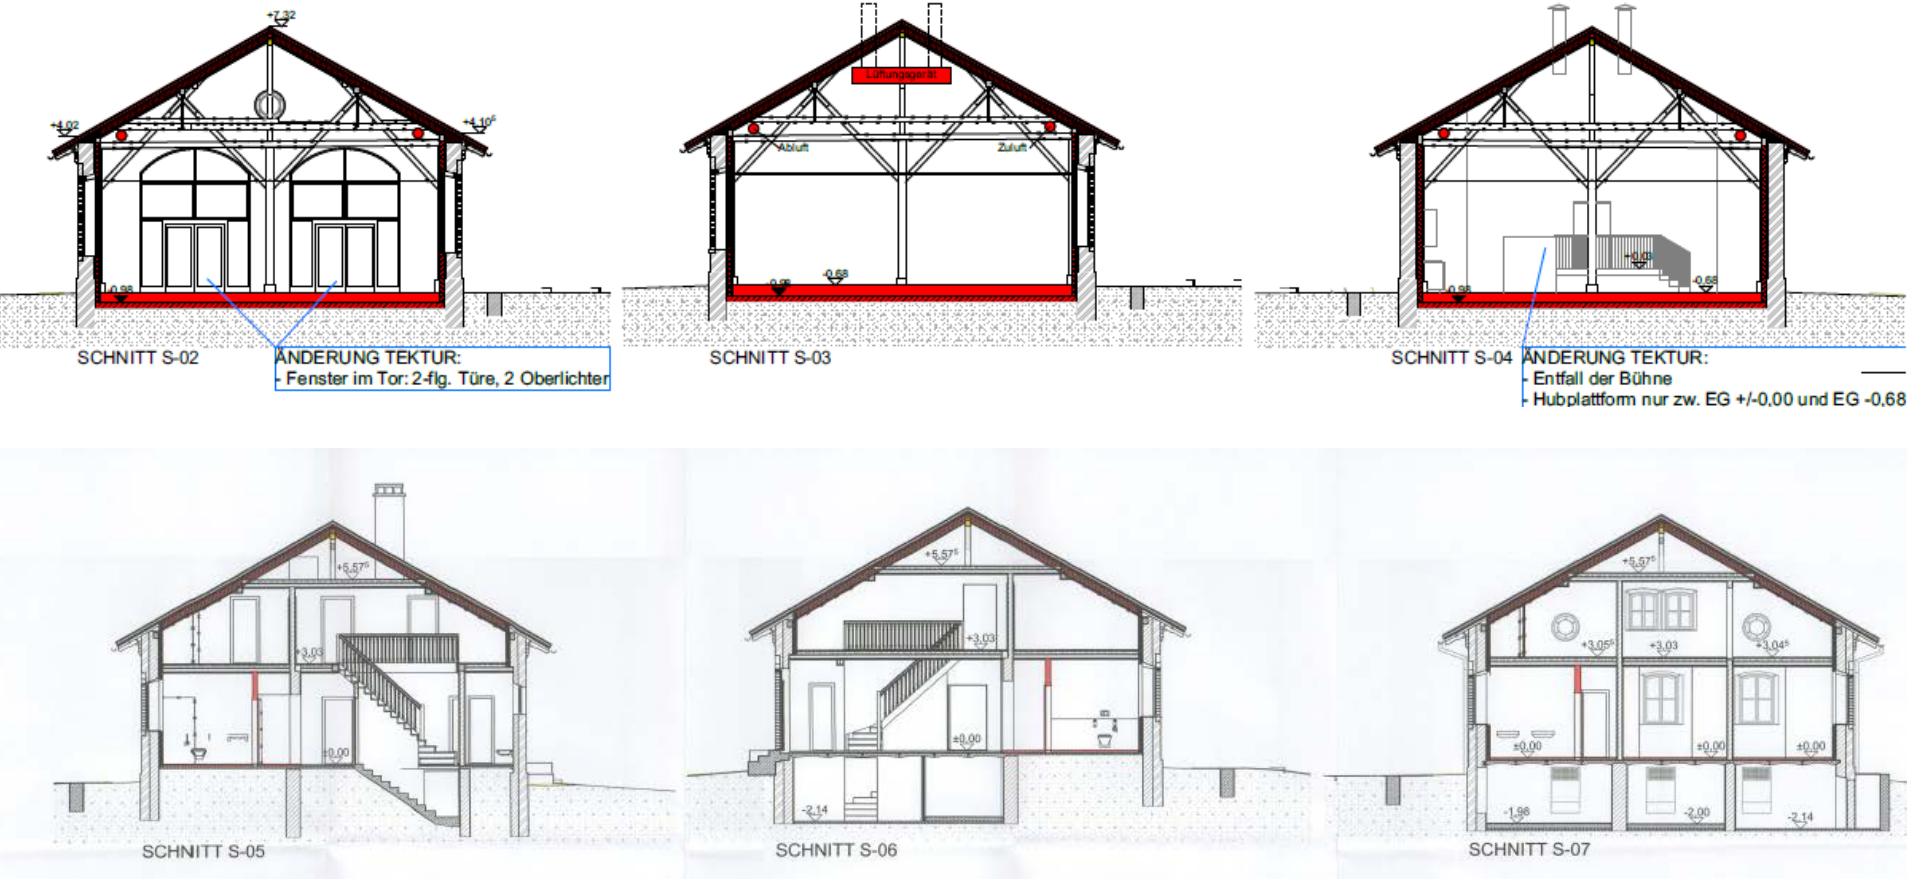 +7,32
+4.02
+4.10⁵
-0,98
SCHNITT S-02
ÄNDERUNG TEKTUR:
- Fenster im Tor: 2-flg. Türe, 2 Oberlichter
Lüftungsgerät
Abluft
Zuluft
-0,68
-0,98
SCHNITT S-03
+0,03
-0,68
-0,98
SCHNITT S-04
ÄNDERUNG TEKTUR:
- Entfall der Bühne
- Hubplattform nur zw. EG +/-0,00 und EG -0,68
+5,57⁵
+3,03
±0,00
SCHNITT S-05
+5,57⁵
+3,03
±0,00
-2,14
SCHNITT S-06
+5,57⁵
+3,05⁵
+3,03
+3,04⁵
±0,00
±0,00
±0,00
-1,98
-2,00
-2,14
SCHNITT S-07